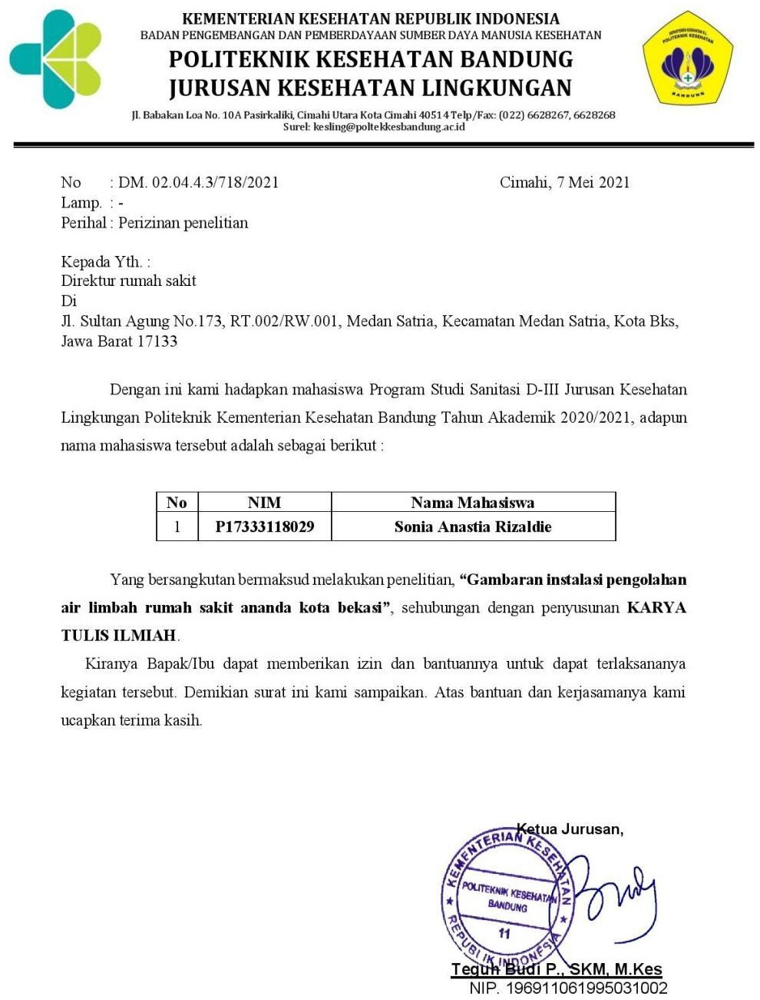 KEMENTERIAN KESEHATAN REPUBLIK INDONESIA
BADAN PENGEMBANGAN DAN PEMBERDAYAAN SUMBER DAYA MANUSIA KESEHATAN
POLITEKNIK KESEHATAN BANDUNG
JURUSAN KESEHATAN LINGKUNGAN
Jl. Babakan Loa No. 10A Pasirkaliki, Cimahi Utara Kota Cimahi 40514 Telp/Fax: (022) 6628267, 6628268
Surel: kesling@poltekkesbandung.ac.id
POLITEKNIK KESEHATAN
BANDUNG
No : DM. 02.04.4.3/718/2021 Cimahi, 7 Mei 2021
Lamp. : -
Perihal : Perizinan penelitian
Kepada Yth. :
Direktur rumah sakit
Di
Jl. Sultan Agung No.173, RT.002/RW.001, Medan Satria, Kecamatan Medan Satria, Kota Bks,
Jawa Barat 17133
Dengan ini kami hadapkan mahasiswa Program Studi Sanitasi D-III Jurusan Kesehatan
Lingkungan Politeknik Kementerian Kesehatan Bandung Tahun Akademik 2020/2021, adapun
nama mahasiswa tersebut adalah sebagai berikut :
No NIM Nama Mahasiswa
1 P17333118029 Sonia Anastia Rizaldie
Yang bersangkutan bermaksud melakukan penelitian, “Gambaran instalasi pengolahan
air limbah rumah sakit ananda kota bekasi”, sehubungan dengan penyusunan KARYA
TULIS ILMIAH.
Kiranya Bapak/Ibu dapat memberikan izin dan bantuannya untuk dapat terlaksananya
kegiatan tersebut. Demikian surat ini kami sampaikan. Atas bantuan dan kerjasamanya kami
ucapkan terima kasih.
Ketua Jurusan,
KEMENTERIAN KESEHATAN
POLITEKNIK KESEHATAN
BANDUNG
11
REPUBLIK INDONESIA
Teguh Budi P., SKM, M.Kes
NIP. 196911061995031002